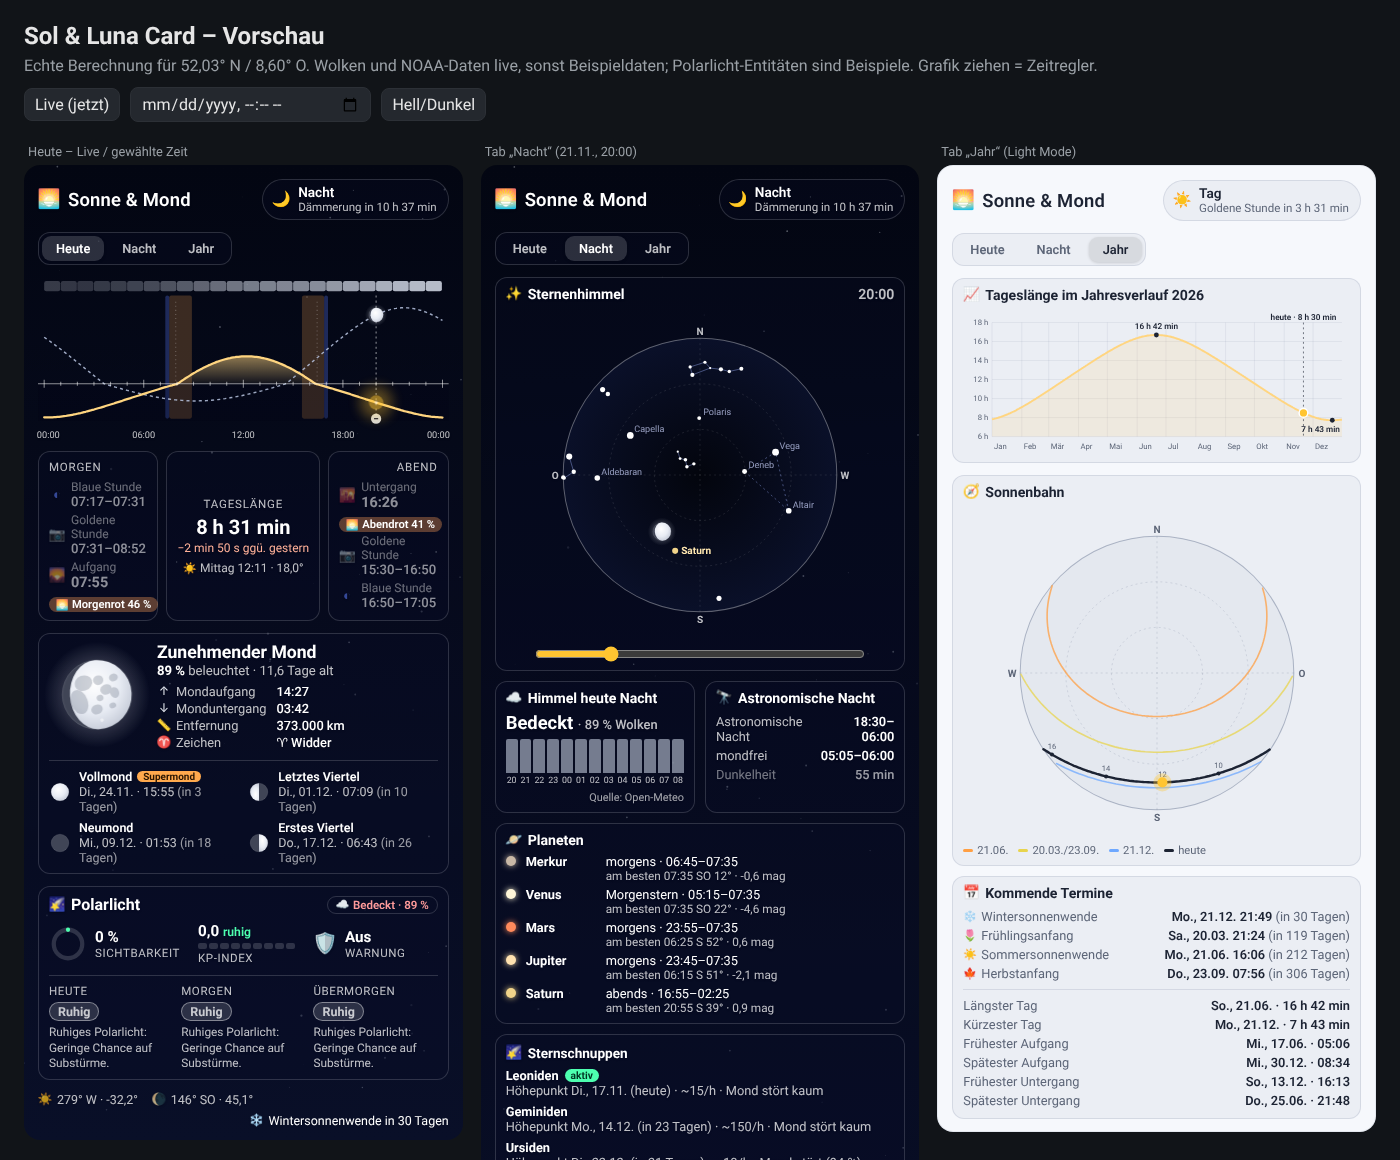 Sol & Luna Card – Vorschau
Echte Berechnung für 52,03° N / 8,60° O. Wolken und NOAA-Daten live, sonst Beispieldaten; Polarlicht-Entitäten sind Beispiele. Grafik ziehen = Zeitregler.
Live (jetzt)
mm/dd/yyyy, --:-- --
Hell/Dunkel
Heute – Live / gewählte Zeit
Sonne & Mond
Nacht
Dämmerung in 10 h 37 min
Heute Nacht Jahr
00:00 06:00 12:00 18:00 00:00
MORGEN
Blaue Stunde
07:17–07:31
Goldene
Stunde
07:31–08:52
Aufgang
07:55
Morgenrot 46 %
TAGESLÄNGE
8 h 31 min
−2 min 50 s ggü. gestern
Mittag 12:11 · 18,0°
ABEND
Untergang
16:26
Abendrot 41 %
Goldene
Stunde
15:30–16:50
Blaue Stunde
16:50–17:05
Zunehmender Mond
89 % beleuchtet · 11,6 Tage alt
↑ Mondaufgang 14:27
↓ Monduntergang 03:42
Entfernung 373.000 km
♈ Zeichen ♈ Widder
Vollmond Supermond
Di., 24.11. · 15:55 (in 3
Tagen)
Letztes Viertel
Di., 01.12. · 07:09 (in 10
Tagen)
Neumond
Mi., 09.12. · 01:53 (in 18
Tagen)
Erstes Viertel
Do., 17.12. · 06:43 (in 26
Tagen)
Polarlicht
Bedeckt · 89 %
0 %
SICHTBARKEIT
0,0 ruhig
KP-INDEX
Aus
WARNUNG
HEUTE
Ruhig
Ruhiges Polarlicht:
Geringe Chance auf
Substürme.
MORGEN
Ruhig
Ruhiges Polarlicht:
Geringe Chance auf
Substürme.
ÜBERMORGEN
Ruhig
Ruhiges Polarlicht:
Geringe Chance auf
Substürme.
279° W · -32,2° 146° SO · 45,1°
Wintersonnenwende in 30 Tagen
Tab „Nacht“ (21.11., 20:00)
Sonne & Mond
Nacht
Dämmerung in 10 h 37 min
Heute Nacht Jahr
Sternenhimmel 20:00
N
Polaris
Capella
Vega
Deneb
O
Aldebaran
W
Altair
Saturn
S
Himmel heute Nacht
Bedeckt · 89 % Wolken
20 21 22 23 00 01 02 03 04 05 06 07 08
Quelle: Open-Meteo
Astronomische Nacht
Astronomische 18:30–
Nacht 06:00
mondfrei 05:05–06:00
Dunkelheit 55 min
Planeten
Merkur morgens · 06:45–07:35
am besten 07:35 SO 12° · -0,6 mag
Venus Morgenstern · 05:15–07:35
am besten 07:35 SO 22° · -4,6 mag
Mars morgens · 23:55–07:35
am besten 06:25 S 52° · 0,6 mag
Jupiter morgens · 23:45–07:35
am besten 06:15 S 51° · -2,1 mag
Saturn abends · 16:55–02:25
am besten 20:55 S 39° · 0,9 mag
Sternschnuppen
Leoniden aktiv
Höhepunkt Di., 17.11. (heute) · ~15/h · Mond stört kaum
Geminiden
Höhepunkt Mo., 14.12. (in 23 Tagen) · ~150/h · Mond stört kaum
Ursiden
Tab „Jahr“ (Light Mode)
Sonne & Mond
Tag
Goldene Stunde in 3 h 31 min
Heute Nacht Jahr
Tageslänge im Jahresverlauf 2026
heute · 8 h 30 min
18 h
16 h 42 min
16 h
14 h
12 h
10 h
8 h
7 h 43 min
6 h
Jan Feb Mär Apr Mai Jun Jul Aug Sep Okt Nov Dez
Sonnenbahn
N
W
O
16
14
12
10
S
21.06. 20.03./23.09. 21.12. heute
Kommende Termine
Wintersonnenwende Mo., 21.12. 21:49 (in 30 Tagen)
Frühlingsanfang Sa., 20.03. 21:24 (in 119 Tagen)
Sommersonnenwende Mo., 21.06. 16:06 (in 212 Tagen)
Herbstanfang Do., 23.09. 07:56 (in 306 Tagen)
Längster Tag So., 21.06. · 16 h 42 min
Kürzester Tag Mo., 21.12. · 7 h 43 min
Frühester Aufgang Mi., 17.06. · 05:06
Spätester Aufgang Mi., 30.12. · 08:34
Frühester Untergang So., 13.12. · 16:13
Spätester Untergang Do., 25.06. · 21:48